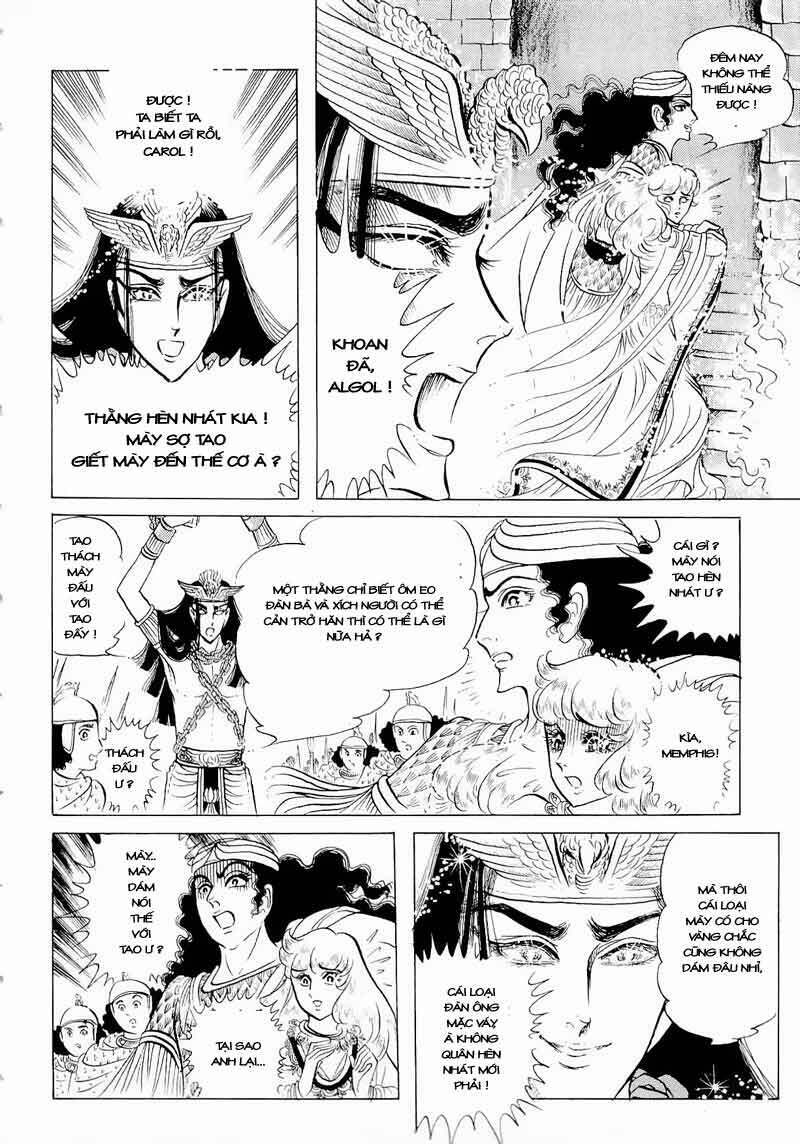 ĐƯỢC !
TA BIẾT TA
PHẢI LÀM GÌ RỒI,
CAROL !
THẰNG HÈN NHÁT KIA !
MÀY SỢ TAO
GIẾT MÀY ĐẾN THẾ CƠ À ?
ĐÊM NAY
KHÔNG THỂ
THIẾU NÀNG
ĐƯỢC !
KHOAN
ĐÃ,
ALGOL !
TAO
THÁCH
MÀY
ĐẤU
VỚI
TAO
ĐẤY !
THÁCH
ĐẤU
Ư ?
MỘT THẰNG CHỈ BIẾT ÔM EO
ĐÀN BÀ VÀ XÍCH NGƯỜI CÓ THỂ
CẢN TRỞ HẮN THÌ CÓ THỂ LÀ GÌ
NỮA HẢ ?
CÁI GÌ ?
MÀY NÓI
TAO HÈN
NHÁT Ư ?
KÌA,
MEMPHIS!
MÀY...
MÀY
DÁM
NÓI
THẾ
VỚI
TAO Ư ?
TẠI SAO
ANH LẠI...
MÀ THÔI
CÁI LOẠI
MÀY CÓ CHO
VÀNG CHẮC
CŨNG KHÔNG
DÁM ĐÂU NHỈ,
CÁI LOẠI
ĐÀN ÔNG
MẶC VÁY,
À KHÔNG
QUÂN HÈN
NHÁT MỚI
PHẢI !